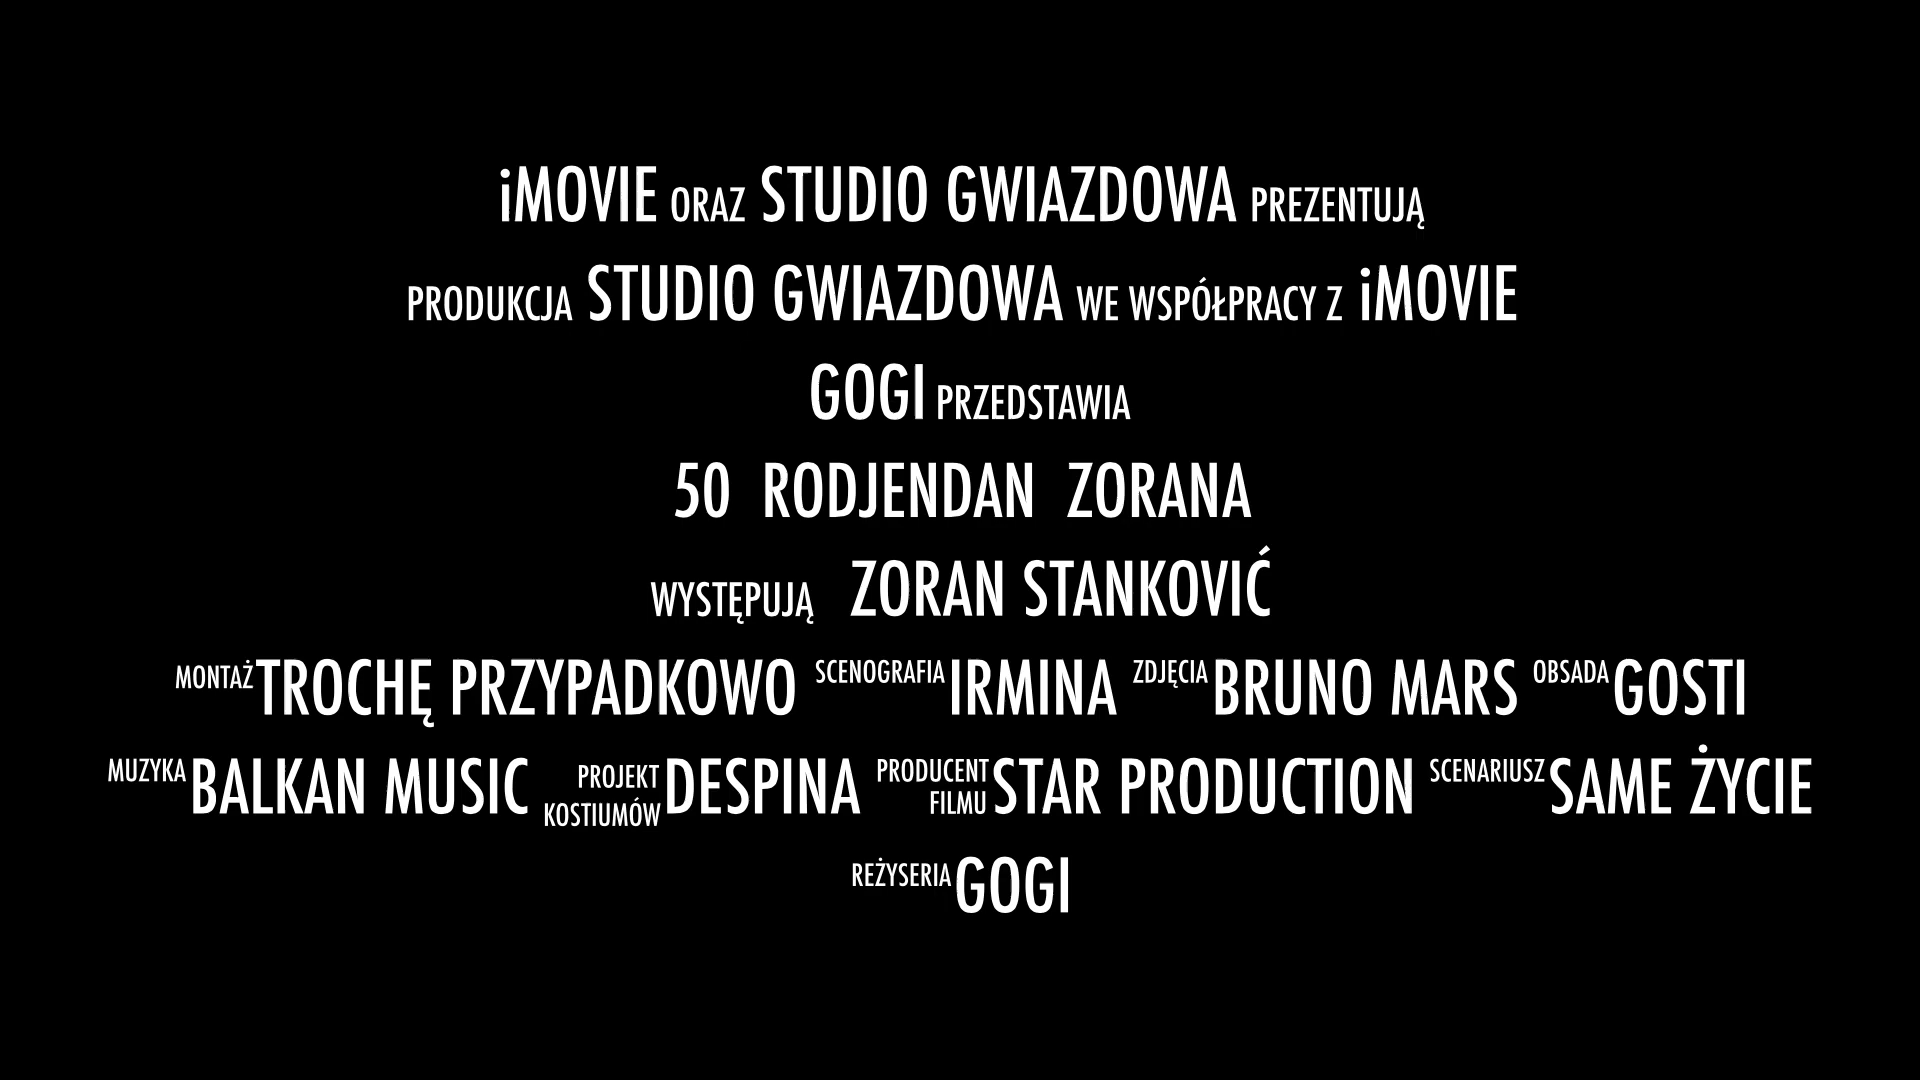 iMOVIE ORAZ STUDIO GWIAZDOWA PREZENTUJĄ
PRODUKCJA STUDIO GWIAZDOWA WE WSPÓŁPRACY Z iMOVIE
GOGI PRZEDSTAWIA
50 RODJENDAN ZORANA
WYSTĘPUJĄ ZORAN STANKOVIĆ
MONTAŻ TROCHĘ PRZYPADKOWO SCENOGRAFIA IRMINA ZDJĘCIA BRUNO MARS OBSADA GOSTI
MUZYKA BALKAN MUSIC PROJEKT KOSTIUMÓW DESPINA PRODUCENT FILMU STAR PRODUCTION SCENARIUSZ SAME ŻYCIE
REŻYSERIA GOGI